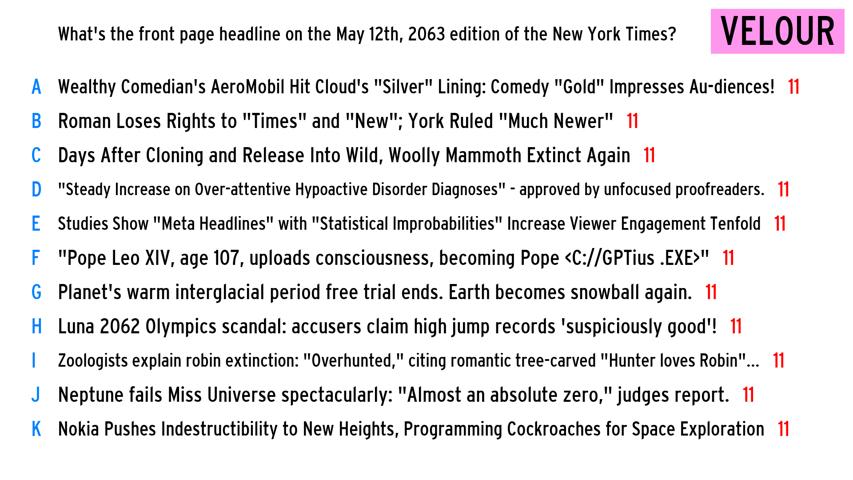 What's the front page headline on the May 12th, 2063 edition of the New York Times?
VELOUR
A Wealthy Comedian's AeroMobil Hit Cloud's "Silver" Lining: Comedy "Gold" Impresses Au-diences! 11
B Roman Loses Rights to "Times" and "New"; York Ruled "Much Newer" 11
C Days After Cloning and Release Into Wild, Woolly Mammoth Extinct Again 11
D "Steady Increase on Over-attentive Hypoactive Disorder Diagnoses" - approved by unfocused proofreaders. 11
E Studies Show "Meta Headlines" with "Statistical Improbabilities" Increase Viewer Engagement Tenfold 11
F "Pope Leo XIV, age 107, uploads consciousness, becoming Pope <C://GPTius .EXE>" 11
G Planet's warm interglacial period free trial ends. Earth becomes snowball again. 11
H Luna 2062 Olympics scandal: accusers claim high jump records 'suspiciously good'! 11
I Zoologists explain robin extinction: "Overhunted," citing romantic tree-carved "Hunter loves Robin"... 11
J Neptune fails Miss Universe spectacularly: "Almost an absolute zero," judges report. 11
K Nokia Pushes Indestructibility to New Heights, Programming Cockroaches for Space Exploration 11